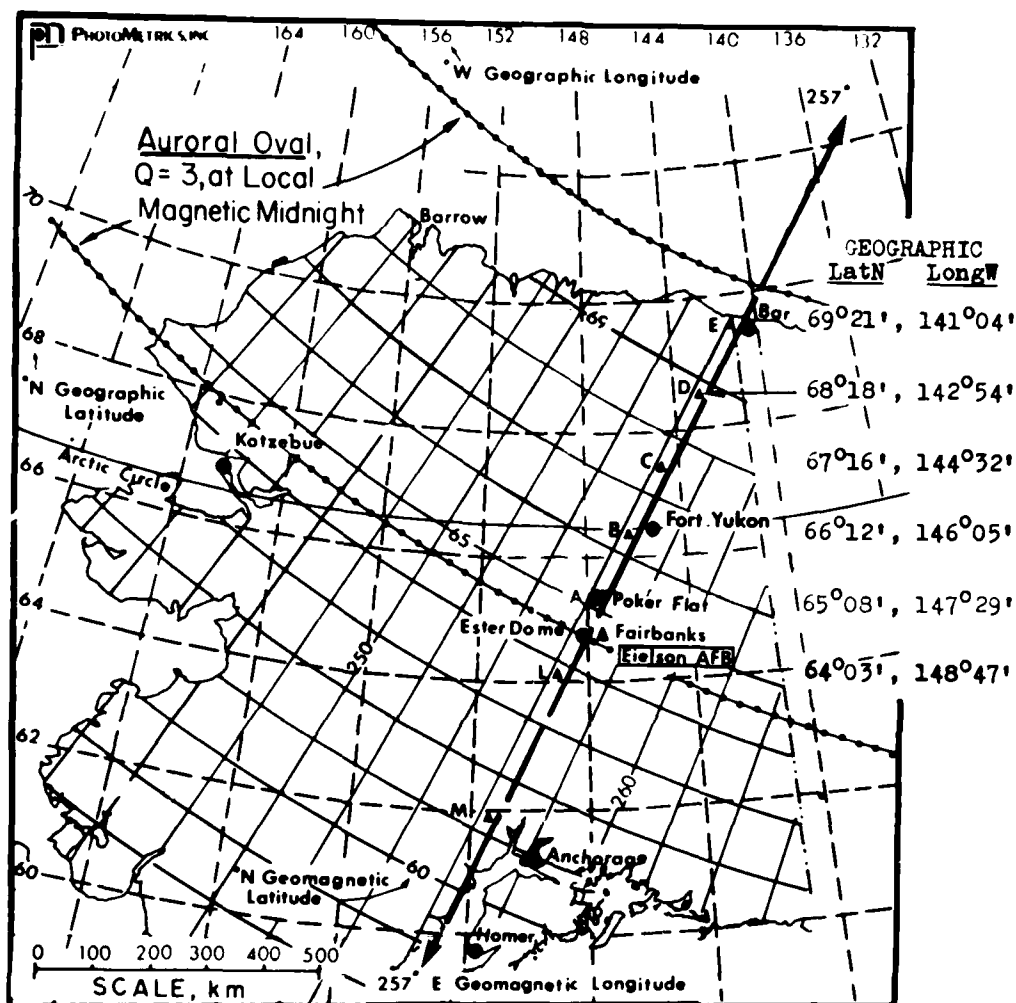 PHOTOMETRICS, INC
164 160 156 152 148 144 140 136 132
°W Geographic Longitude
257°
Auroral Oval,
Q = 3, at Local
Magnetic Midnight
70
Barrow
GEOGRAPHIC
LatN LongW
69
E
Bar
69°21', 141°04'
68
D
68°18', 142°54'
°N Geographic
Latitude
Kotzebue
C
67°16', 144°32'
66
Arctic Circle
65
B
Fort Yukon
66°12', 146°05'
64
A
Poker Flat
65°08', 147°29'
Ester Dome
Fairbanks
Eielson AFB
250
L
64°03', 148°47'
62
260
M
Anchorage
60
60
°N Geomagnetic
Latitude
Homer
0 100 200 300 400 500
SCALE, km
257° E Geomagnetic Longitude